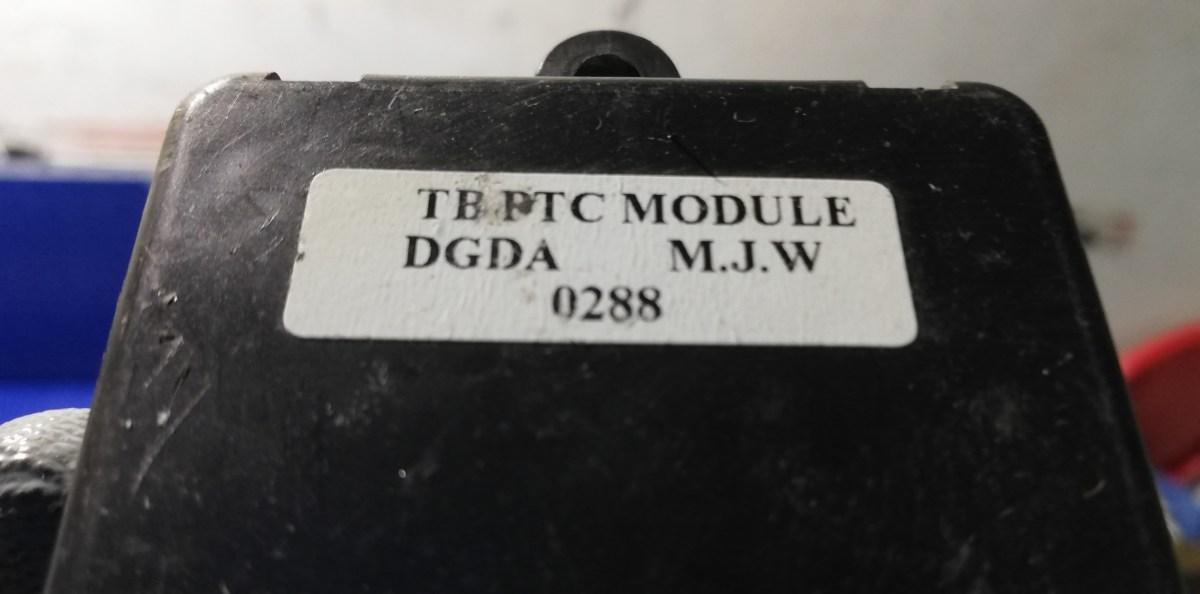 TB PTC MODULE
DGDA M.J.W
0288